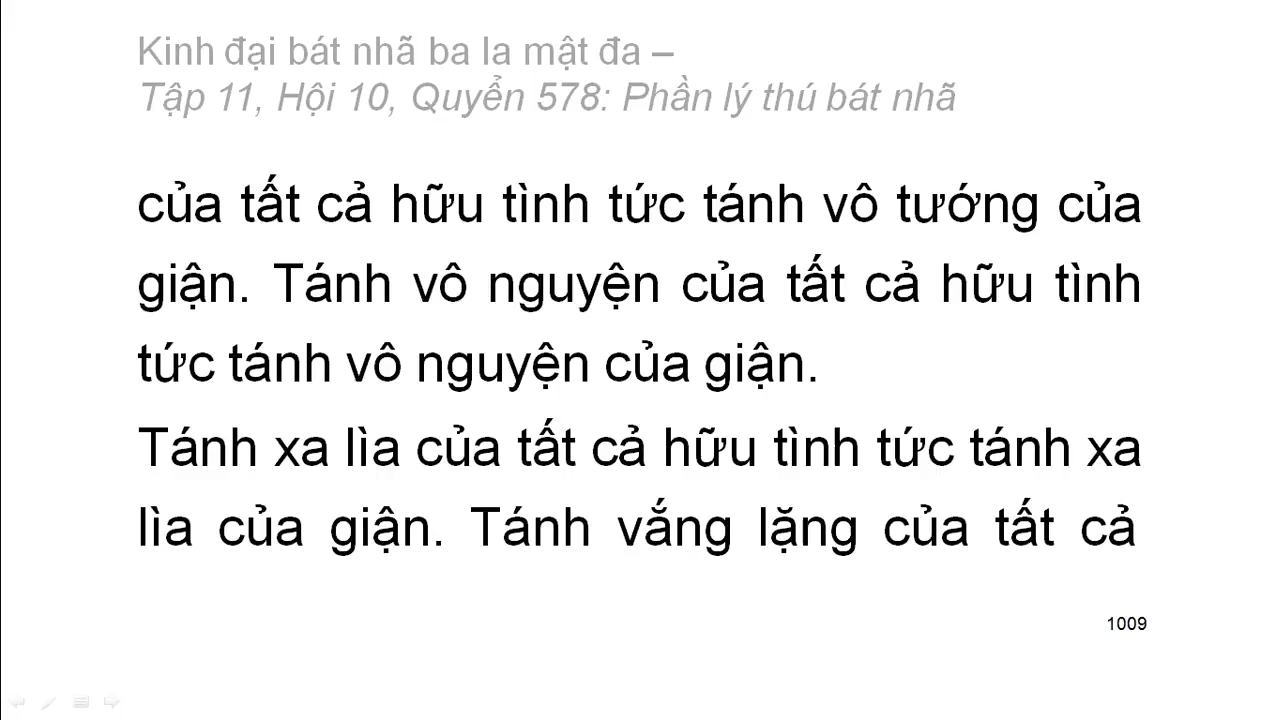 Kinh đại bát nhã ba la mật đa –
Tập 11, Hội 10, Quyển 578: Phần lý thú bát nhã
của tất cả hữu tình tức tánh vô tướng của
giận. Tánh vô nguyện của tất cả hữu tình
tức tánh vô nguyện của giận.
Tánh xa lìa của tất cả hữu tình tức tánh xa
lìa của giận. Tánh vắng lặng của tất cả
1009